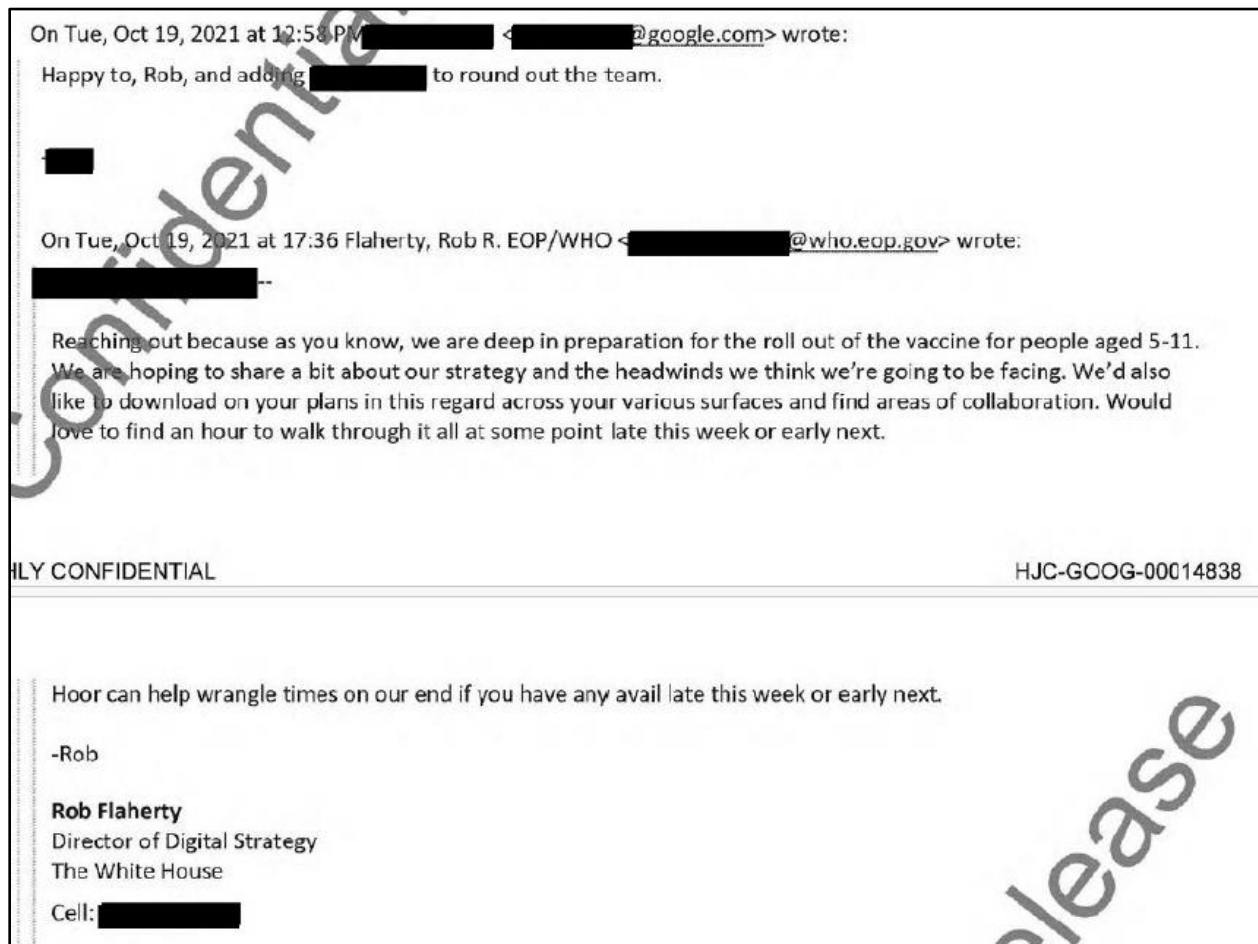 On Tue, Oct 19, 2021 at 12:58 PM < @google.com> wrote:
Happy to, Rob, and adding to round out the team.
-
On Tue, Oct 19, 2021 at 17:36 Flaherty, Rob R. EOP/WHO < @who.eop.gov> wrote:
--
Reaching out because as you know, we are deep in preparation for the roll out of the vaccine for people aged 5-11.
We are hoping to share a bit about our strategy and the headwinds we think we're going to be facing. We'd also
like to download on your plans in this regard across your various surfaces and find areas of collaboration. Would
love to find an hour to walk through it all at some point late this week or early next.
Confidential
HLY CONFIDENTIAL
HJC-GOOG-00014838
Hoor can help wrangle times on our end if you have any avail late this week or early next.
-Rob
Rob Flaherty
Director of Digital Strategy
The White House
Cell:
elease